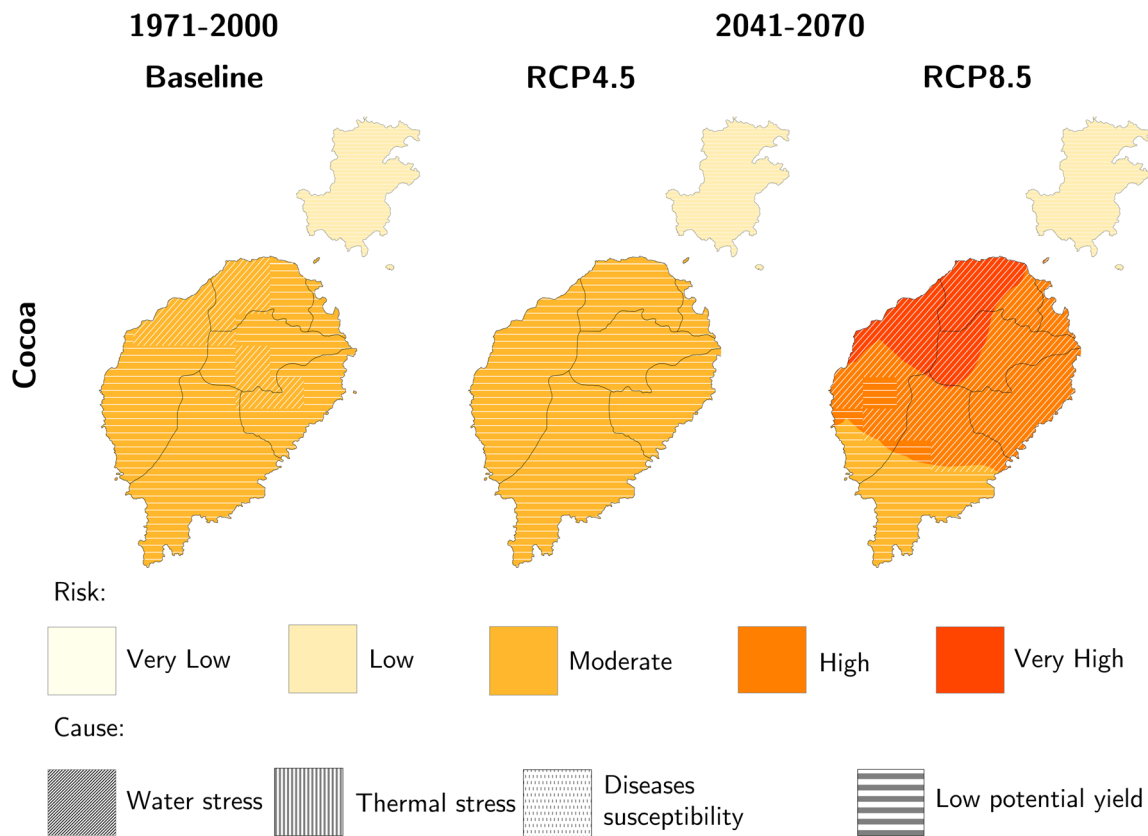 1971-2000
2041-2070
Baseline
RCP4.5
RCP8.5
Cocoa
Risk:
Very Low
Low
Moderate
High
Very High
Cause:
Water stress
Thermal stress
Diseases
susceptibility
Low potential yield